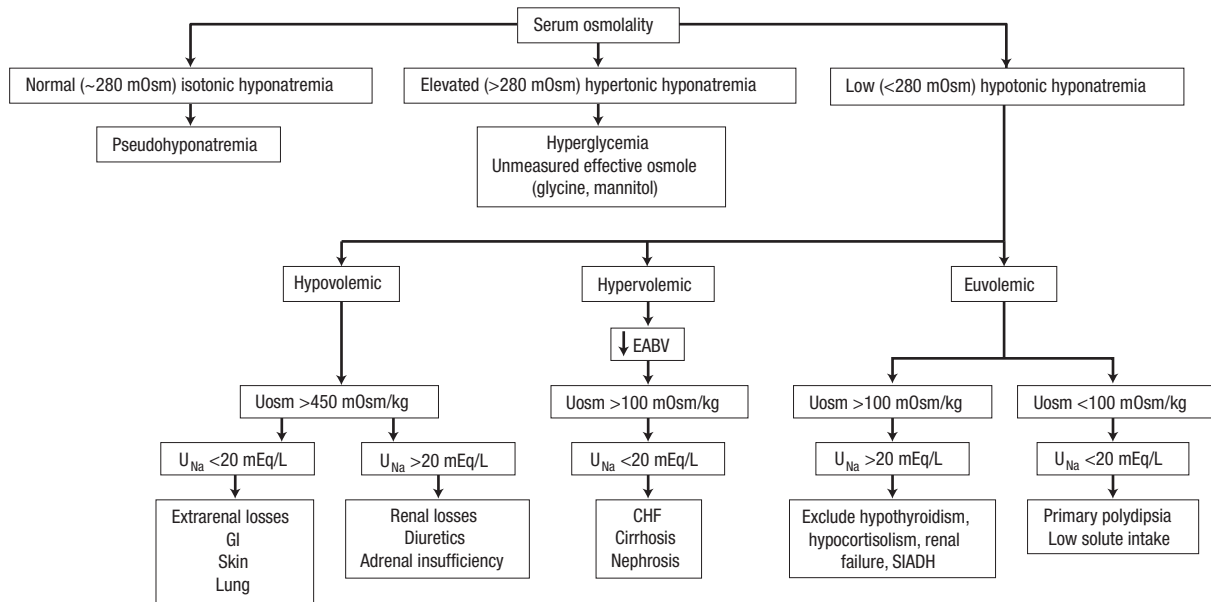 Serum osmolality
Normal (~280 mOsm) isotonic hyponatremia
Elevated (>280 mOsm) hypertonic hyponatremia
Low (<280 mOsm) hypotonic hyponatremia
Pseudohyponatremia
Hyperglycemia
Unmeasured effective osmole
(glycine, mannitol)
Hypovolemic
Hypervolemic
Euvolemic
↓ EABV
Uosm >450 mOsm/kg
Uosm >100 mOsm/kg
Uosm >100 mOsm/kg
Uosm <100 mOsm/kg
UNa <20 mEq/L
UNa >20 mEq/L
UNa <20 mEq/L
UNa >20 mEq/L
UNa <20 mEq/L
Extrarenal losses
GI
Skin
Lung
Renal losses
Diuretics
Adrenal insufficiency
CHF
Cirrhosis
Nephrosis
Exclude hypothyroidism,
hypocortisolism, renal
failure, SIADH
Primary polydipsia
Low solute intake